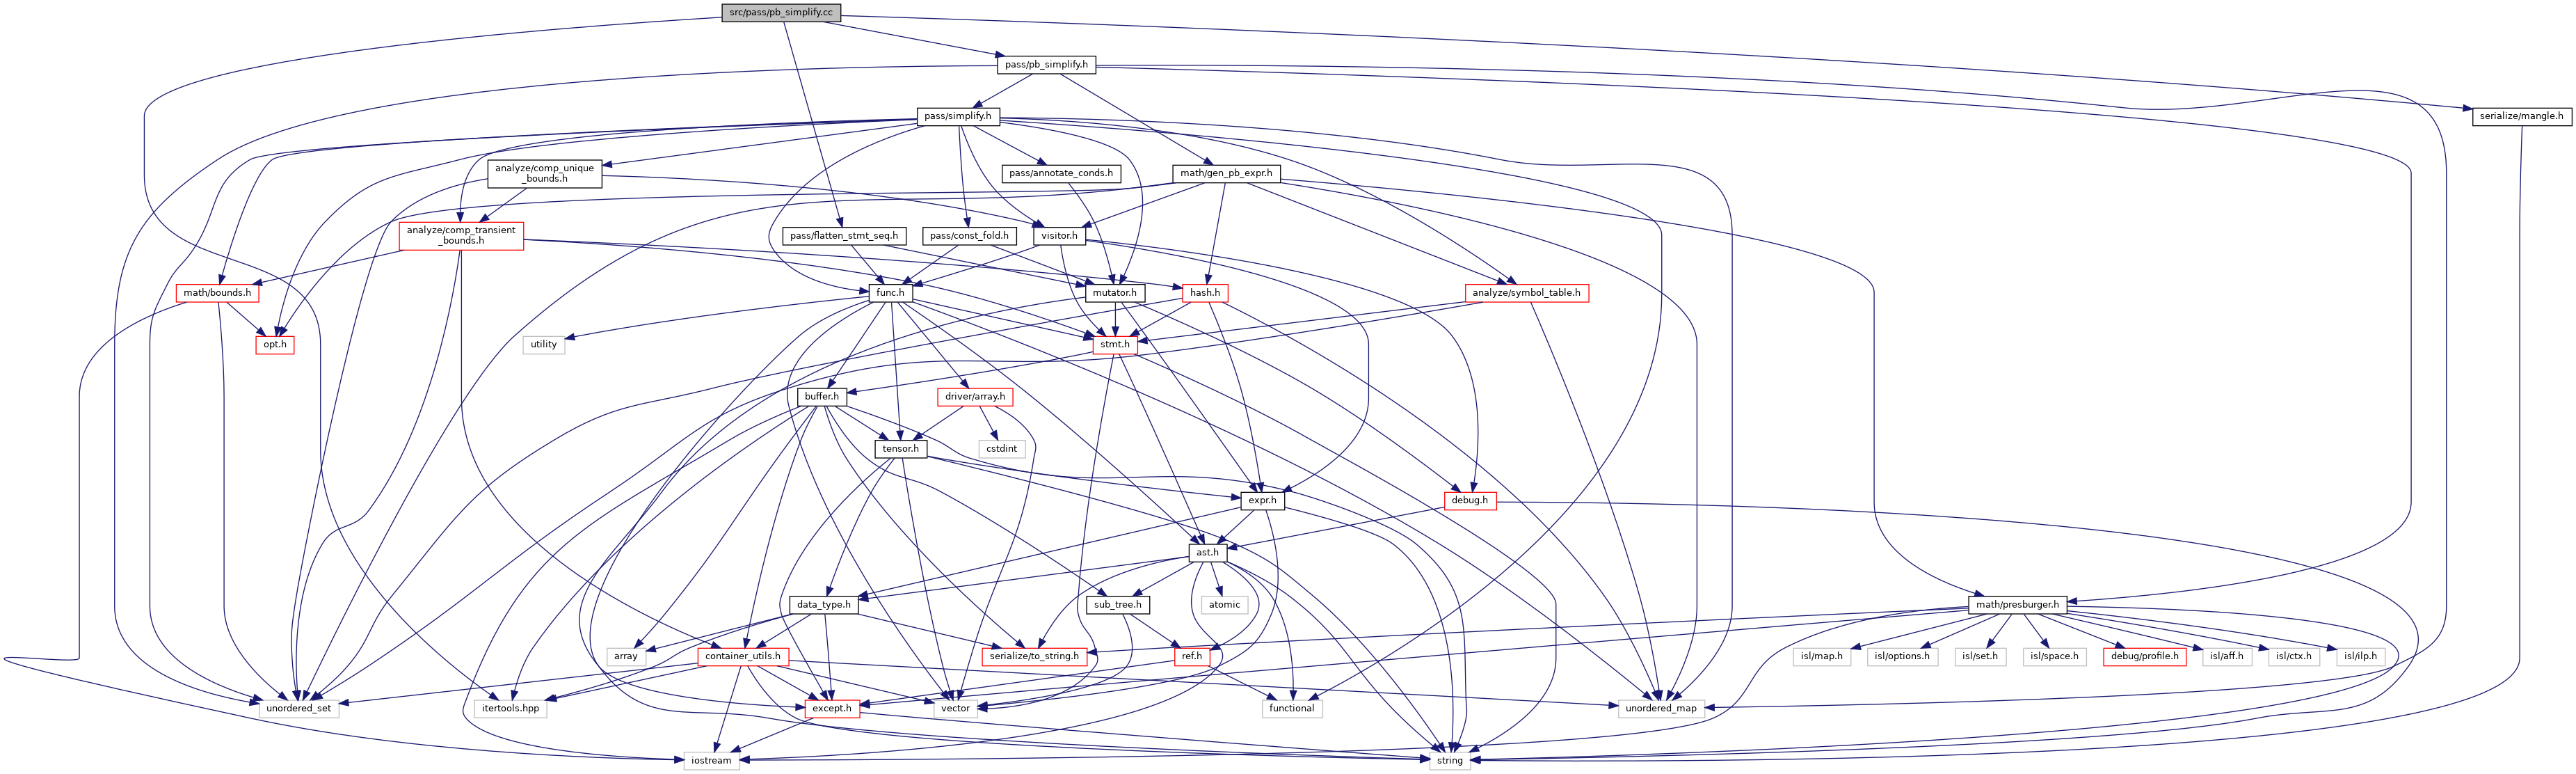 src/pass/pb_simplify.cc
pass/pb_simplify.h
pass/simplify.h
serialize/mangle.h
analyze/comp_unique
_bounds.h
pass/annotate_conds.h
math/gen_pb_expr.h
analyze/comp_transient
_bounds.h
pass/flatten_stmt_seq.h
pass/const_fold.h
visitor.h
math/bounds.h
func.h
mutator.h
hash.h
analyze/symbol_table.h
opt.h
utility
stmt.h
buffer.h
driver/array.h
tensor.h
cstdint
expr.h
debug.h
ast.h
data_type.h
sub_tree.h
atomic
math/presburger.h
array
container_utils.h
serialize/to_string.h
ref.h
isl/map.h
isl/options.h
isl/set.h
isl/space.h
debug/profile.h
isl/aff.h
isl/ctx.h
isl/ilp.h
unordered_set
itertools.hpp
except.h
vector
functional
unordered_map
iostream
string